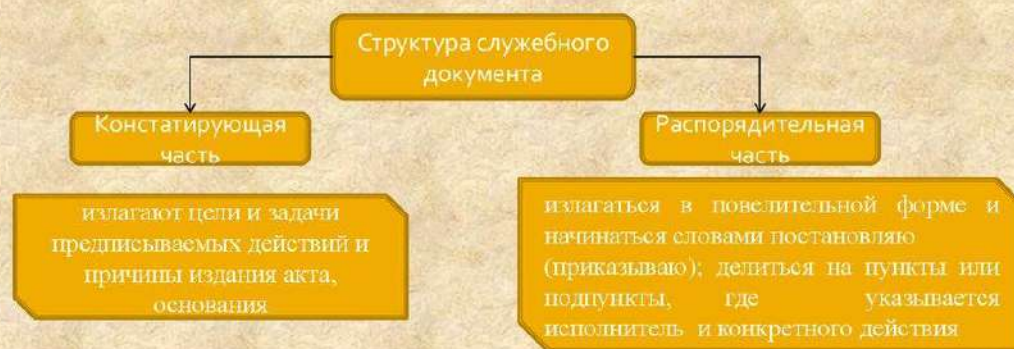 Структура служебного
документа
Констатирующая
часть
Распорядительная
часть
излагают цели и задачи
предписываемых действий и
причины издания акта,
основания
излагаться в повелительной форме и
начинаться словами постановляю
(приказываю); делиться на пункты или
подпункты, где указывается
исполнитель и конкретного действия